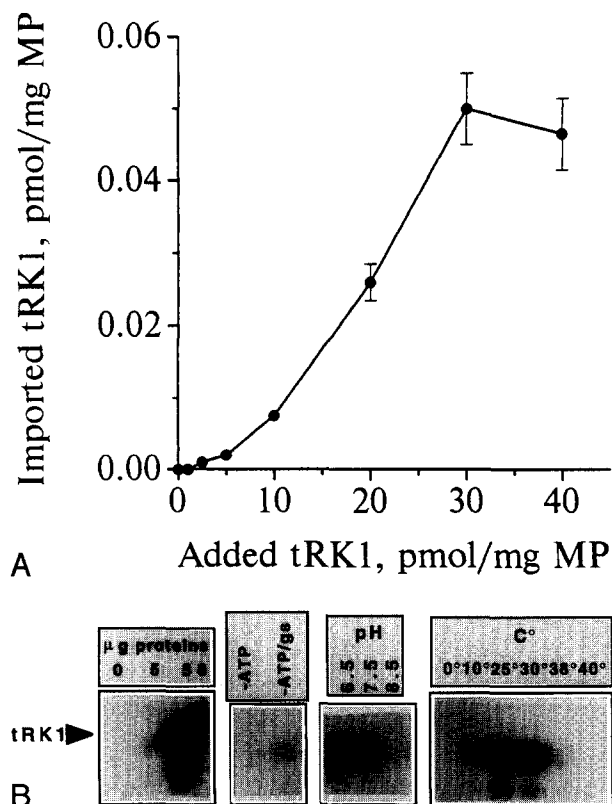 0.06
0.04
0.02
0.00
Imported tRK1, pmol/mg MP
0 10 20 30 40
Added tRK1, pmol/mg MP
A
µg proteins
0 5
-ATP
-ATP/gs
pH
6.5
7.5
8.5
C°
0°10°25°30°38°40°
tRK1
B